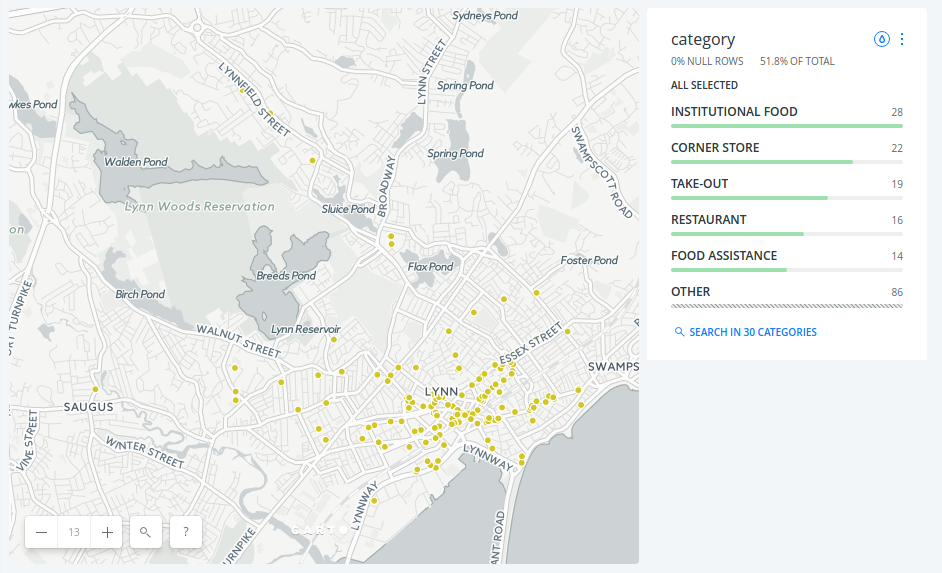 Sydneys Pond
LYNNFIELD STREET
LYNN STREET
Spring Pond
wkes Pond
Spring Pond
SWAMPSCOTT ROAD
Walden Pond
BROADWAY
Lynn Woods Reservation
Sluice Pond
on
Foster Pond
Flax Pond
Breeds Pond
Birch Pond
RT TURNPIKE
Lynn Reservoir
WALNUT STREET
ESSEX STREET
SWAMPS
LYNN
SAUGUS
VINE STREET
WINTER STREET
LYNNWAY
LYNNWAY
ANT ROAD
URNPIKE
CARTO
13
?
category
0% NULL ROWS 51.8% OF TOTAL
ALL SELECTED
INSTITUTIONAL FOOD 28
CORNER STORE 22
TAKE-OUT 19
RESTAURANT 16
FOOD ASSISTANCE 14
OTHER 86
SEARCH IN 30 CATEGORIES